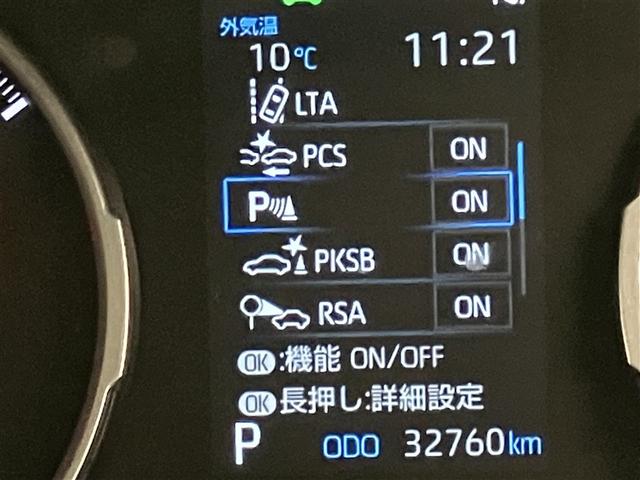 外気温
10℃ 11:21
LTA
PCS ON
P ON
PKSB ON
RSA ON
OK:機能 ON/OFF
OK長押し:詳細設定
P ODO 32760km